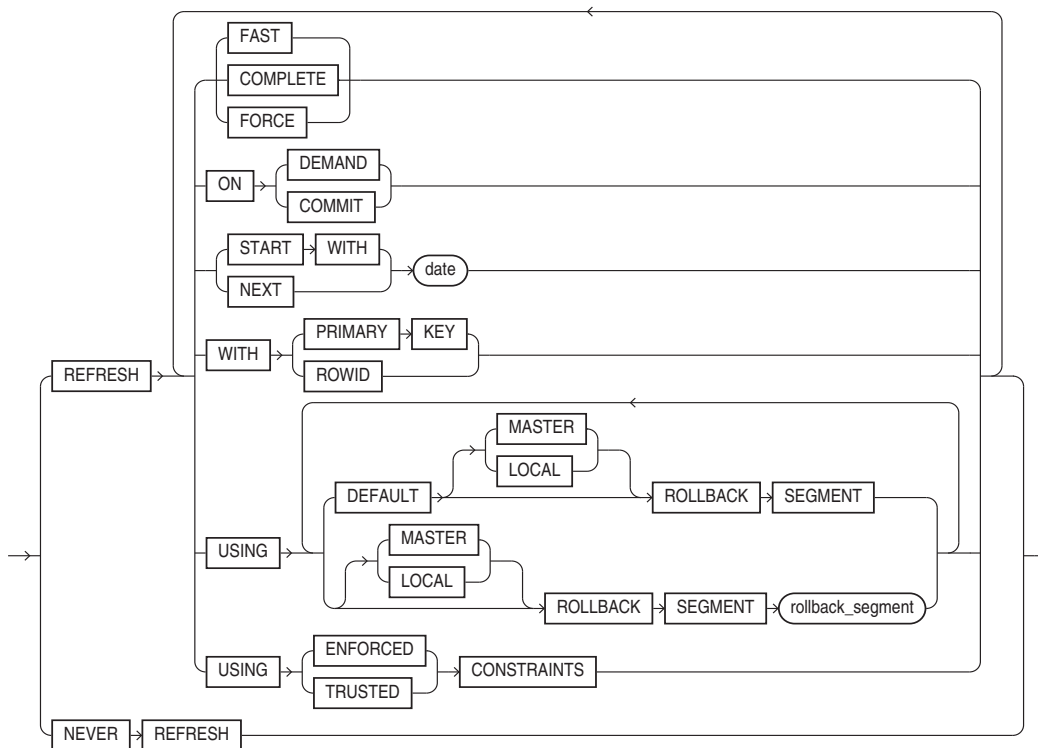 FAST
COMPLETE
FORCE
ON
DEMAND
COMMIT
START WITH
NEXT
date
WITH
PRIMARY KEY
ROWID
REFRESH
MASTER
LOCAL
DEFAULT
ROLLBACK SEGMENT
USING
MASTER
LOCAL
ROLLBACK SEGMENT rollback_segment
USING
ENFORCED
TRUSTED
CONSTRAINTS
NEVER REFRESH